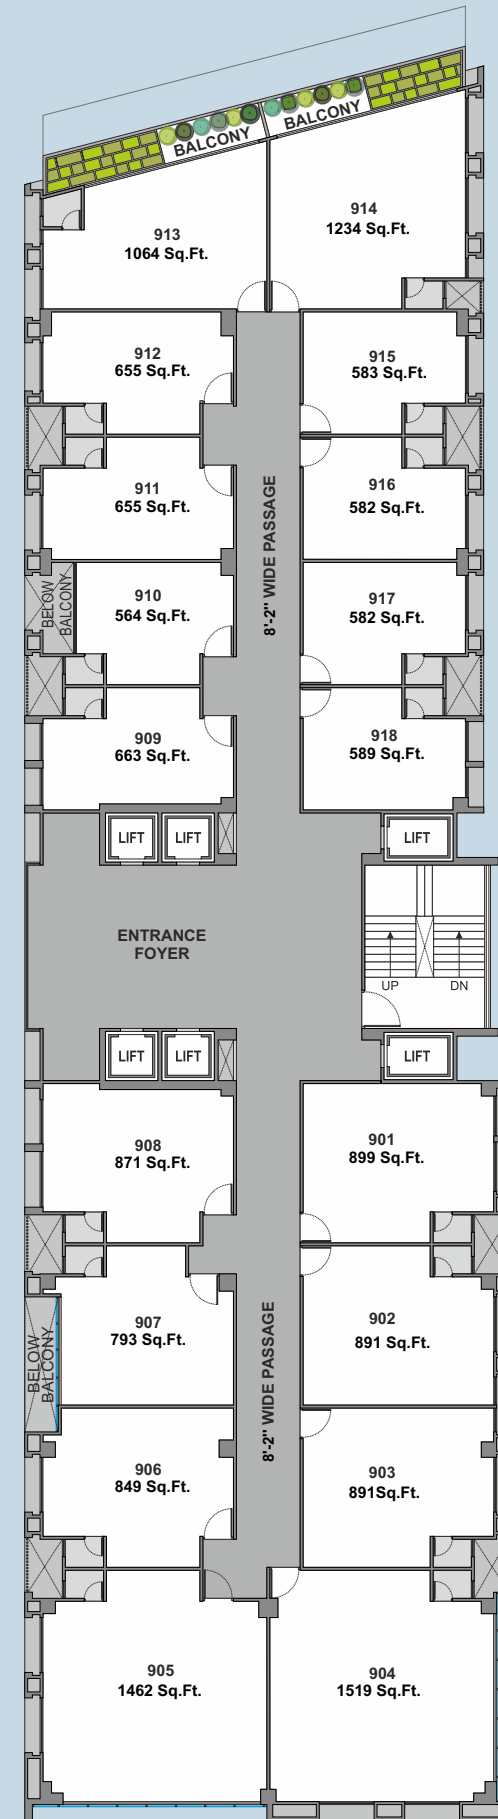 BALCONY
BALCONY
913
1064 Sq.Ft.
914
1234 Sq.Ft.
912
655 Sq.Ft.
915
583 Sq.Ft.
911
655 Sq.Ft.
916
582 Sq.Ft.
8'-2" WIDE PASSAGE
BELOW
BALCONY
910
564 Sq.Ft.
917
582 Sq.Ft.
909
663 Sq.Ft.
918
589 Sq.Ft.
LIFT
LIFT
LIFT
ENTRANCE
FOYER
UP
DN
LIFT
LIFT
LIFT
908
871 Sq.Ft.
901
899 Sq.Ft.
907
793 Sq.Ft.
902
891 Sq.Ft.
BELOW
BALCONY
8'-2" WIDE PASSAGE
906
849 Sq.Ft.
903
891Sq.Ft.
905
1462 Sq.Ft.
904
1519 Sq.Ft.